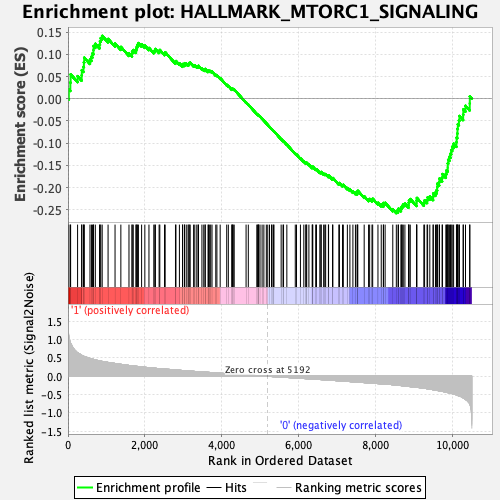 Enrichment plot: HALLMARK_MTORC1_SIGNALING
Enrichment score (ES)
0.15
0.10
0.05
0.00
-0.05
-0.10
-0.15
-0.20
-0.25
'1' (positively correlated)
Ranked list metric (Signal2Noise)
1.5
1.0
0.5
0.0
-0.5
-1.0
-1.5
Zero cross at 5192
'0' (negatively correlated)
0
2,000
4,000
6,000
8,000
10,000
Rank in Ordered Dataset
Enrichment profile
Hits
Ranking metric scores